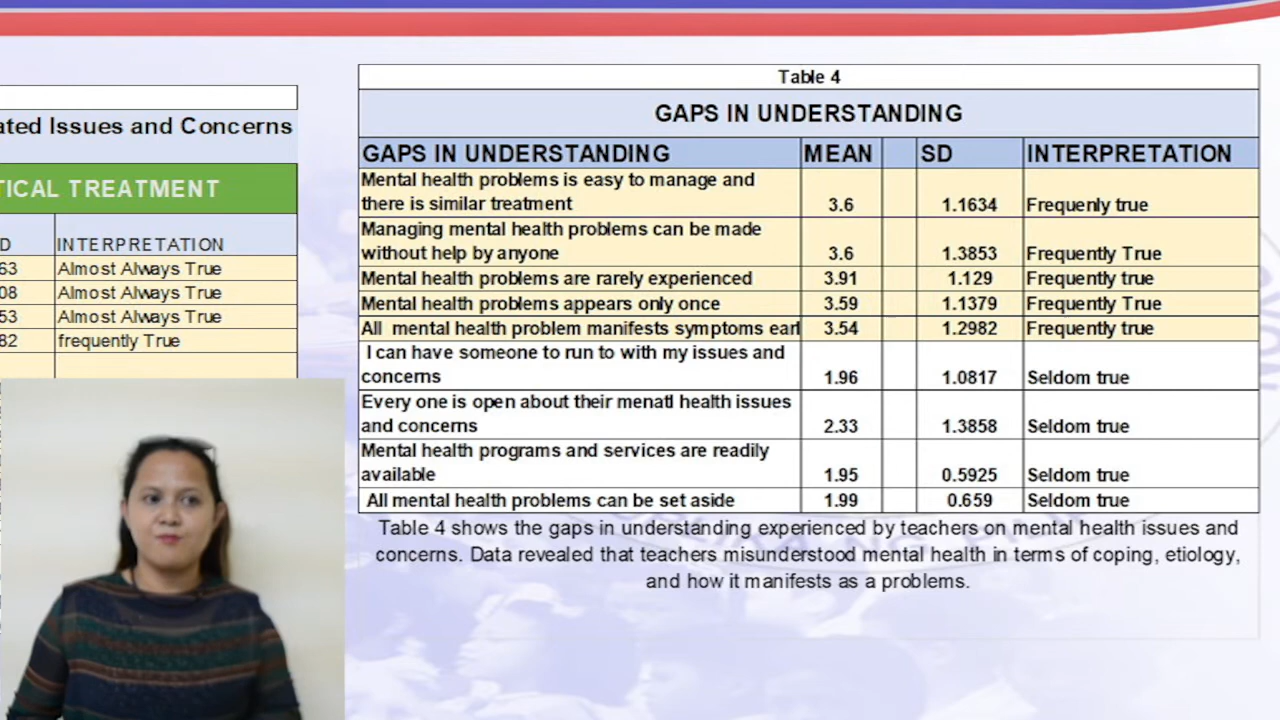 ated Issues and Concerns
TICAL TREATMENT
D INTERPRETATION
63 Almost Always True
08 Almost Always True
53 Almost Always True
82 frequently True
Table 4
GAPS IN UNDERSTANDING
GAPS IN UNDERSTANDING MEAN SD INTERPRETATION
Mental health problems is easy to manage and
there is similar treatment 3.6 1.1634 Frequenly true
Managing mental health problems can be made
without help by anyone 3.6 1.3853 Frequently True
Mental health problems are rarely experienced 3.91 1.129 Frequently true
Mental health problems appears only once 3.59 1.1379 Frequently True
All mental health problem manifests symptoms earl 3.54 1.2982 Frequently true
I can have someone to run to with my issues and
concerns 1.96 1.0817 Seldom true
Every one is open about their menatl health issues
and concerns 2.33 1.3858 Seldom true
Mental health programs and services are readily
available 1.95 0.5925 Seldom true
All mental health problems can be set aside 1.99 0.659 Seldom true
Table 4 shows the gaps in understanding experienced by teachers on mental health issues and
concerns. Data revealed that teachers misunderstood mental health in terms of coping, etiology,
and how it manifests as a problems.